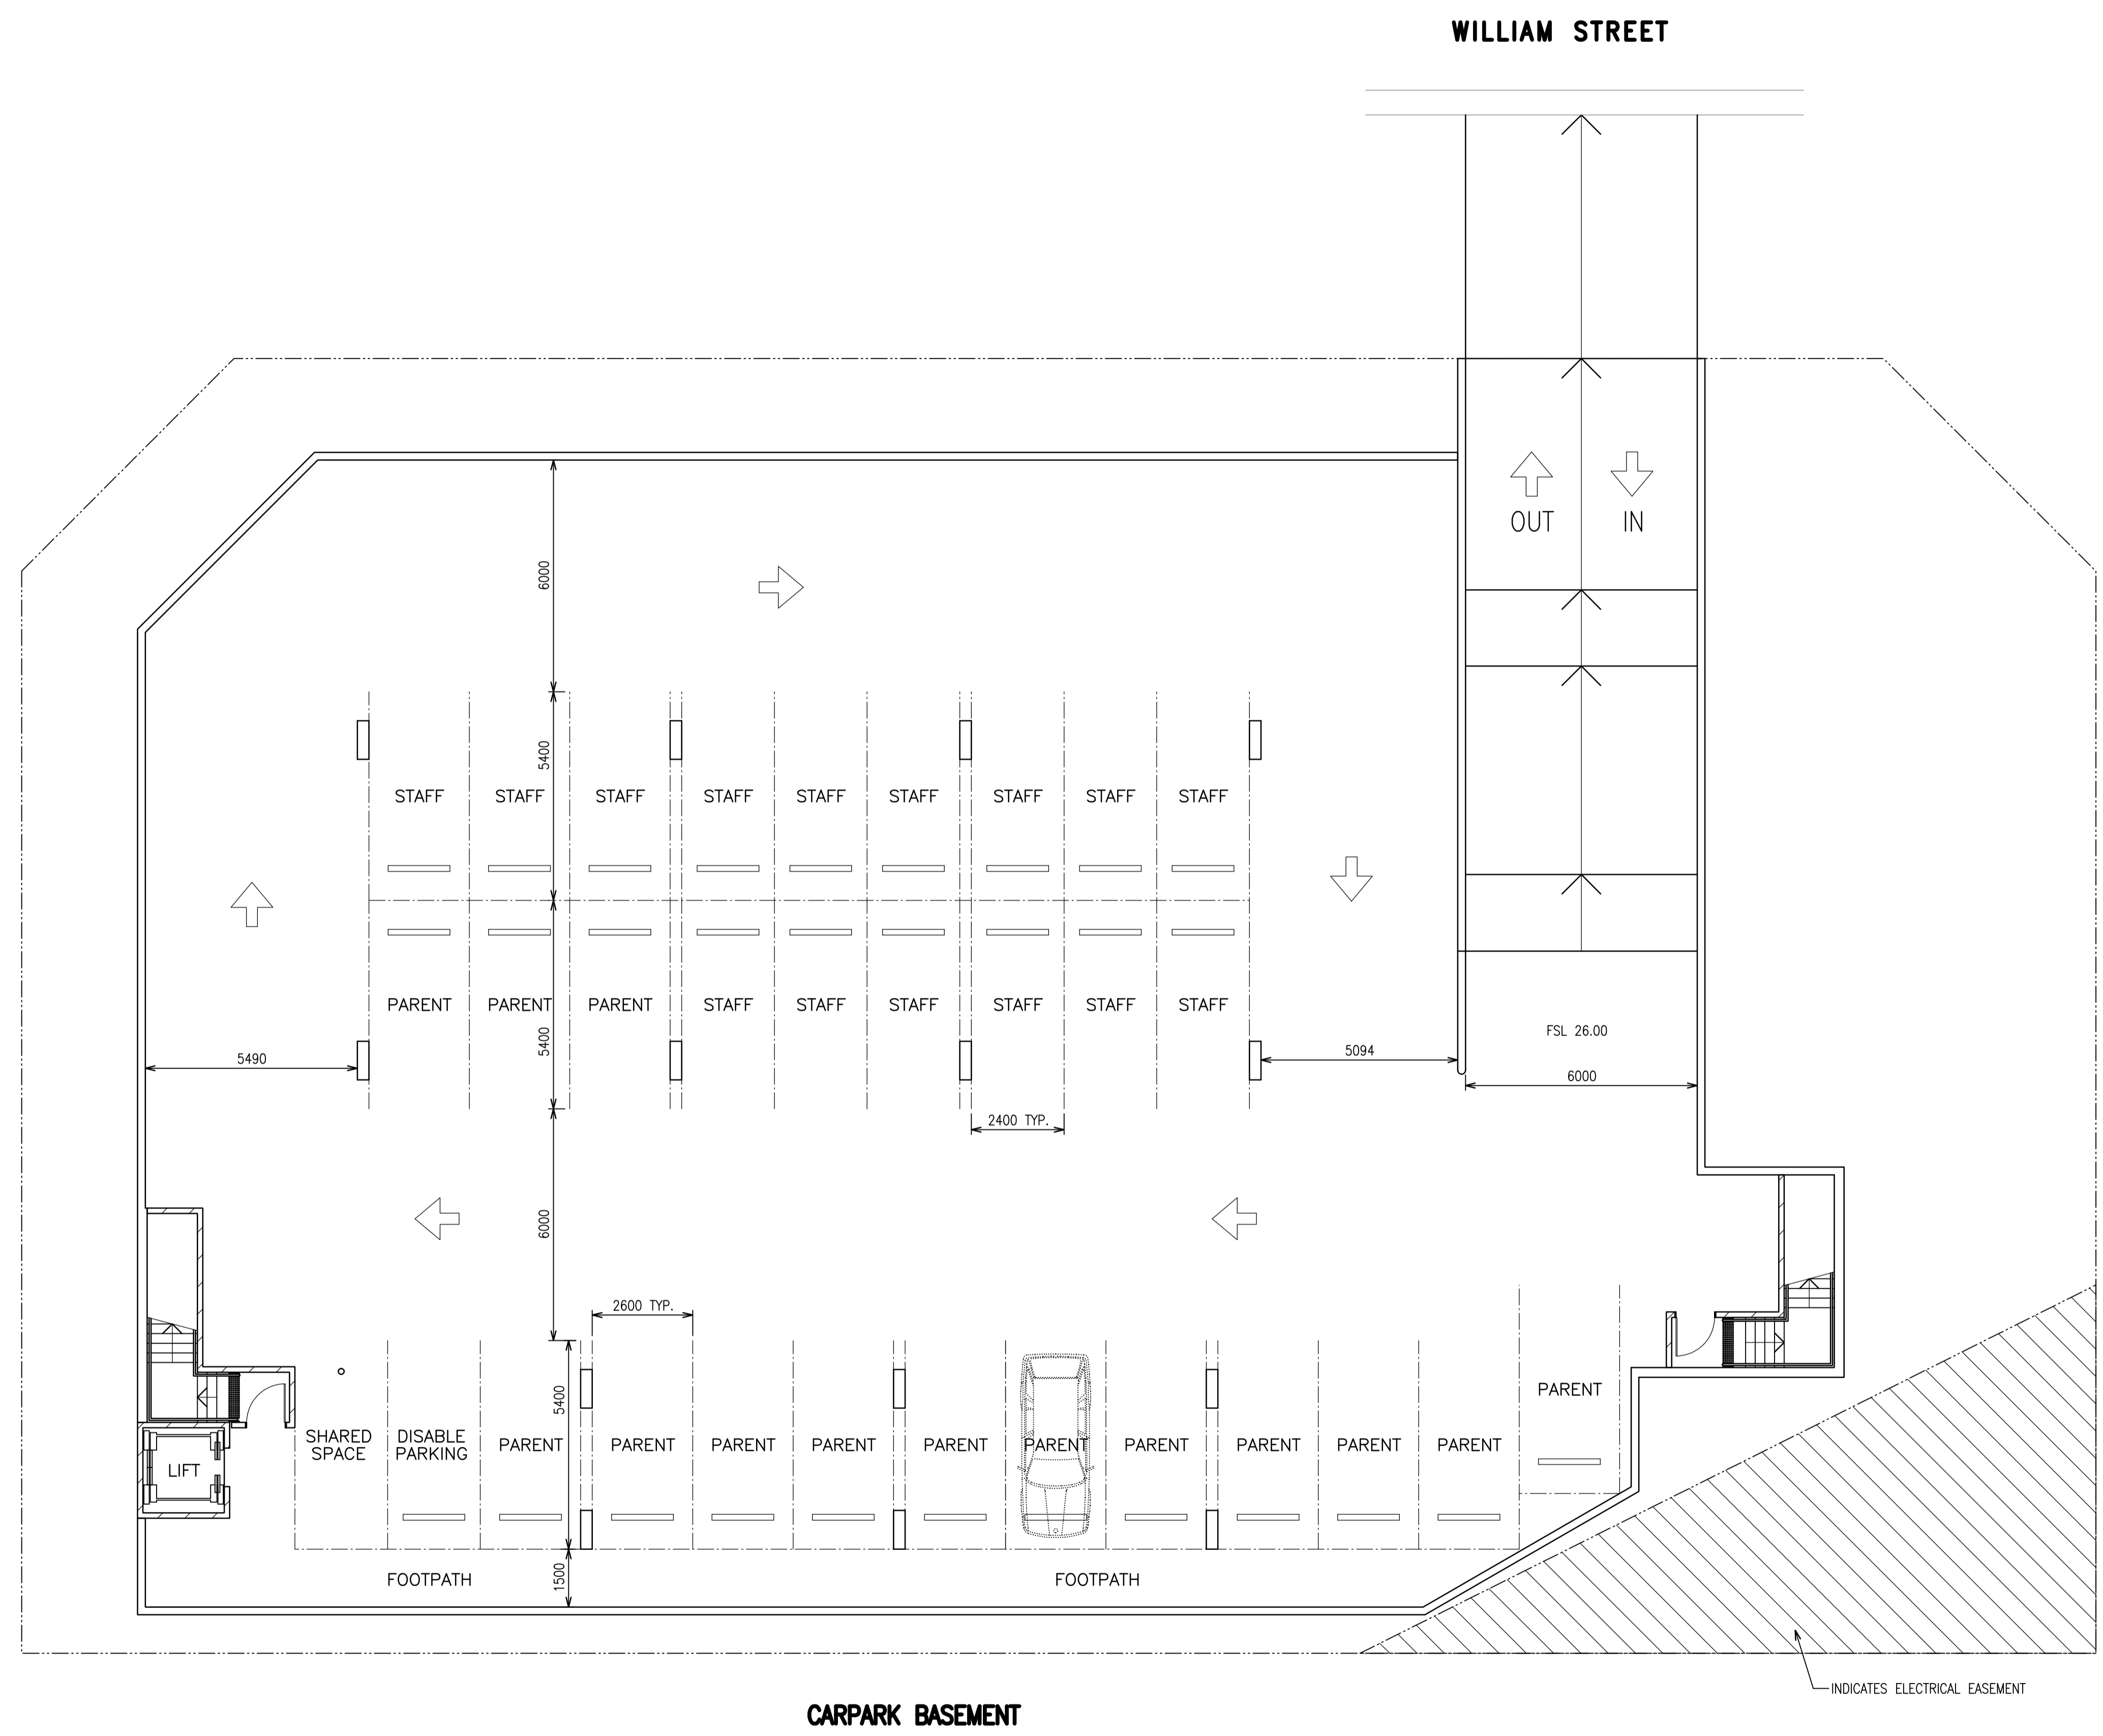 WILLIAM STREET
OUT IN
6000
5400
STAFF STAFF STAFF STAFF STAFF STAFF STAFF STAFF STAFF
PARENT PARENT PARENT STAFF STAFF STAFF STAFF STAFF STAFF
FSL 26.00
5400
5490
5094
6000
2400 TYP.
6000
2600 TYP.
PARENT
5400
SHARED SPACE
DISABLE PARKING
PARENT PARENT PARENT PARENT PARENT PARENT PARENT PARENT PARENT PARENT
LIFT
FOOTPATH
1500
FOOTPATH
INDICATES ELECTRICAL EASEMENT
CARPARK BASEMENT